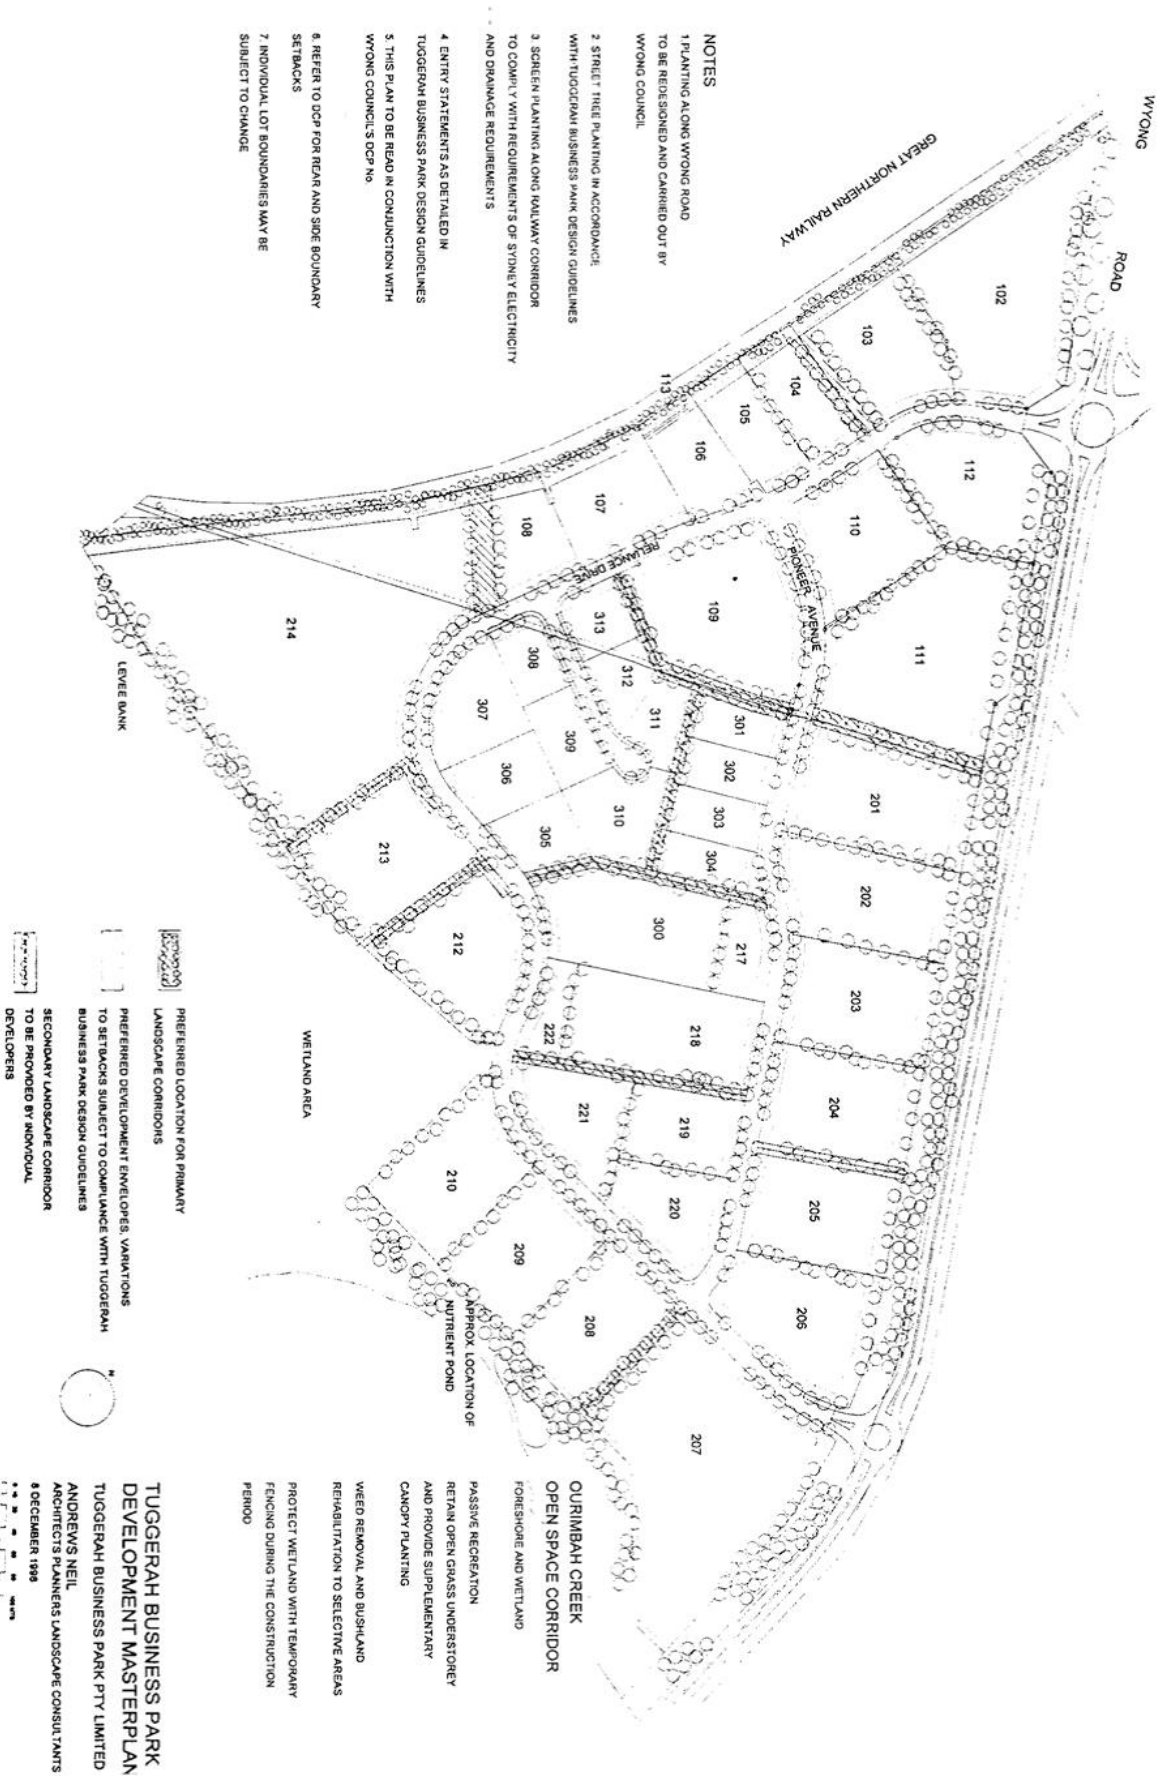 WYONG
ROAD
GREAT NORTHERN RAILWAY
NOTES
1. PLANTING ALONG WYONG ROAD
TO BE REDESIGNED AND CARRIED OUT BY
WYONG COUNCIL
2 STREET TREE PLANTING IN ACCORDANCE
WITH TUGGERAH BUSINESS PARK DESIGN GUIDELINES
3 SCREEN PLANTING ALONG RAILWAY CORRIDOR
TO COMPLY WITH REQUIREMENTS OF SYDNEY ELECTRICITY
AND DRAINAGE REQUIREMENTS
4 ENTRY STATEMENTS AS DETAILED IN
TUGGERAH BUSINESS PARK DESIGN GUIDELINES
5. THIS PLAN TO BE READ IN CONJUNCTION WITH
WYONG COUNCIL'S DCP No.
6. REFER TO DCP FOR REAR AND SIDE BOUNDARY
SETBACKS
7. INDIVIDUAL LOT BOUNDARIES MAY BE
SUBJECT TO CHANGE
102
103
104
105
106
113
107
108
112
110
111
109
PIONEER AVENUE
RELIANCE DRIVE
313
312
311
308
309
310
307
306
305
301
302
303
304
201
202
203
204
205
206
207
300
217
218
222
219
220
221
214
213
212
210
209
208
LEVEE BANK
WETLAND AREA
APPROX. LOCATION OF
NUTRIENT POND
PREFERRED LOCATION FOR PRIMARY
LANDSCAPE CORRIDORS
PREFERRED DEVELOPMENT ENVELOPES, VARIATIONS
TO SETBACKS SUBJECT TO COMPLIANCE WITH TUGGERAH
BUSINESS PARK DESIGN GUIDELINES
SECONDARY LANDSCAPE CORRIDOR
TO BE PROVIDED BY INDIVIDUAL
DEVELOPERS
N
OURIMBAH CREEK
OPEN SPACE CORRIDOR
FORESHORE AND WETLAND
PASSIVE RECREATION
RETAIN OPEN GRASS UNDERSTOREY
AND PROVIDE SUPPLEMENTARY
CANOPY PLANTING
WEED REMOVAL AND BUSHLAND
REHABILITATION TO SELECTIVE AREAS
PROTECT WETLAND WITH TEMPORARY
FENCING DURING THE CONSTRUCTION
PERIOD
TUGGERAH BUSINESS PARK
DEVELOPMENT MASTERPLAN
TUGGERAH BUSINESS PARK PTY LIMITED
ANDREWS NEIL
ARCHITECTS PLANNERS LANDSCAPE CONSULTANTS
8 DECEMBER 1998